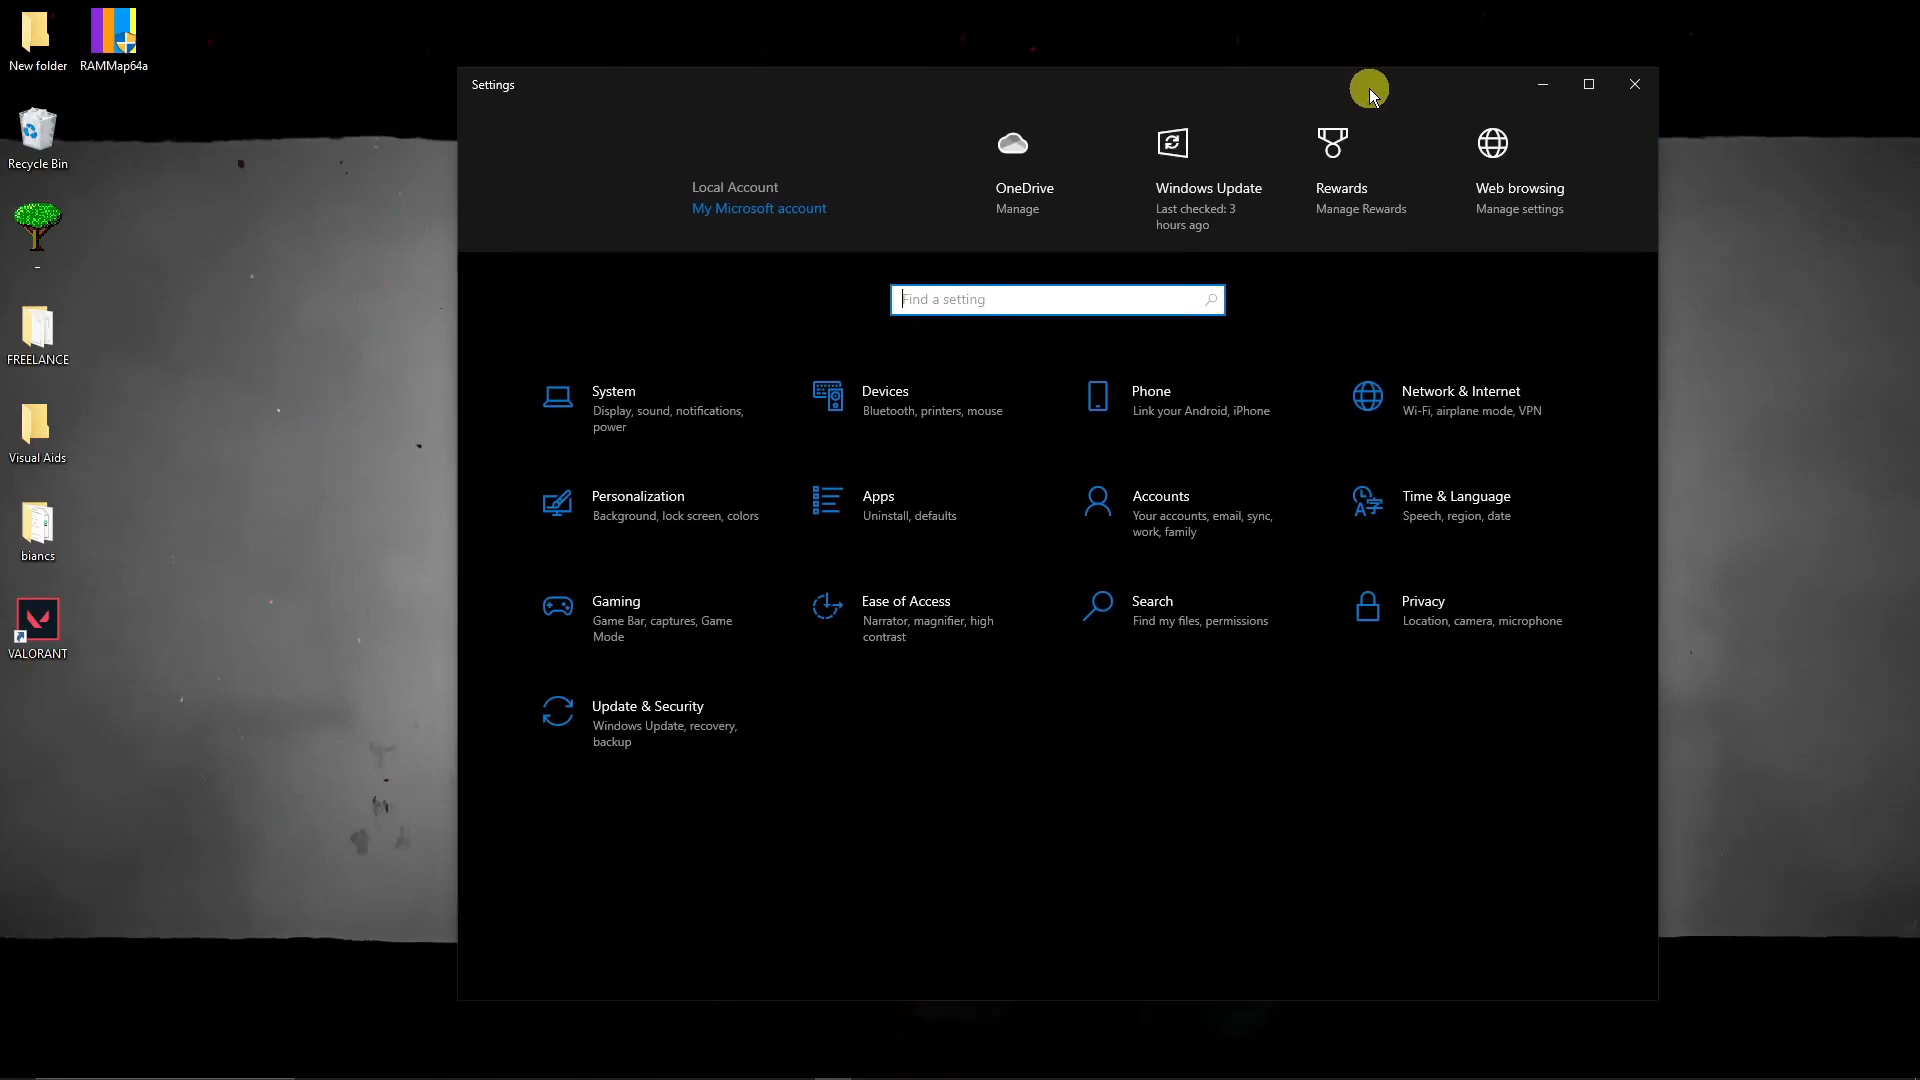 New folder
RAMMap64a
Recycle Bin
_
FREELANCE
Visual Aids
biancs
VALORANT
Settings
Local Account
My Microsoft account
OneDrive
Manage
Windows Update
Last checked: 3
hours ago
Rewards
Manage Rewards
Web browsing
Manage settings
Find a setting
System
Display, sound, notifications,
power
Devices
Bluetooth, printers, mouse
Phone
Link your Android, iPhone
Network & Internet
Wi-Fi, airplane mode, VPN
Personalization
Background, lock screen, colors
Apps
Uninstall, defaults
Accounts
Your accounts, email, sync,
work, family
Time & Language
Speech, region, date
Gaming
Game Bar, captures, Game
Mode
Ease of Access
Narrator, magnifier, high
contrast
Search
Find my files, permissions
Privacy
Location, camera, microphone
Update & Security
Windows Update, recovery,
backup